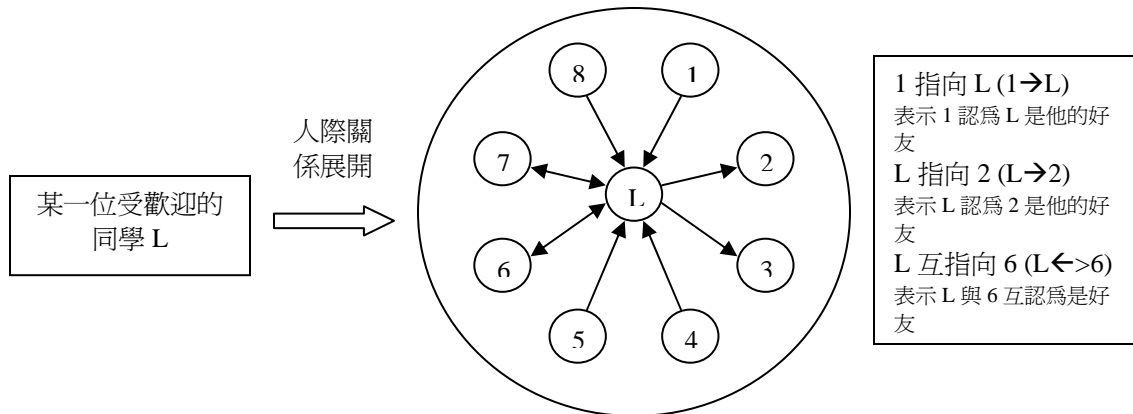 某一位受歡迎的
同學 L
人際關
係展開
8
1
7
2
L
6
3
5
4
1 指向 L (1→L)
表示 1 認爲 L 是他的好
友
L 指向 2 (L→2)
表示 L 認爲 2 是他的好
友
L 互指向 6 (L←>6)
表示 L 與 6 互認爲是好
友